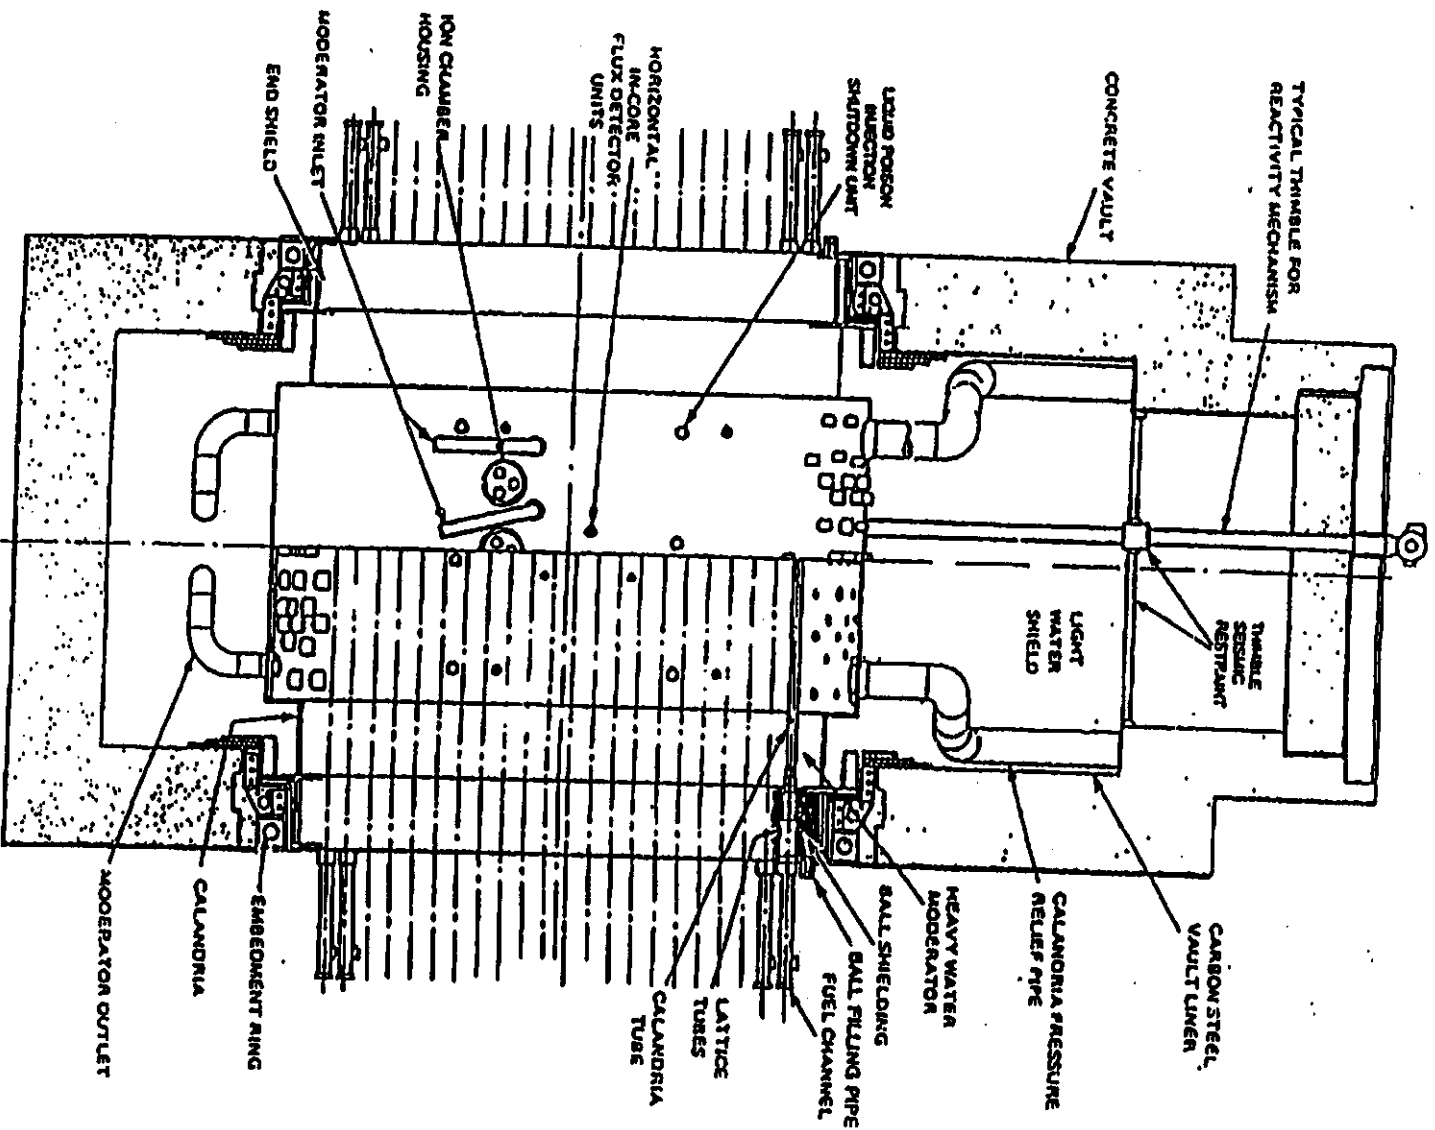 TYPICAL THIMBLE FOR
REACTIVITY MECHANISM
CONCRETE VAULT
LIQUID POISON
INJECTION
SHUTDOWN UNIT
HORIZONTAL
IN-CORE
FLUX DETECTOR
UNITS
ION CHAMBER
HOUSING
MODERATOR INLET
END SHIELD
THIMBLE
SEISMIC
RESTRAINT
LIGHT
WATER
SHIELD
CARBON STEEL
VAULT LINER
CALANDRIA PRESSURE
RELIEF PIPE
HEAVY WATER
MODERATOR
BALL SHIELDING
BALL FILLING PIPE
FUEL CHANNEL
LATTICE
TUBES
CALANDRIA
TUBE
EMBEDMENT RING
CALANDRIA
MODERATOR OUTLET